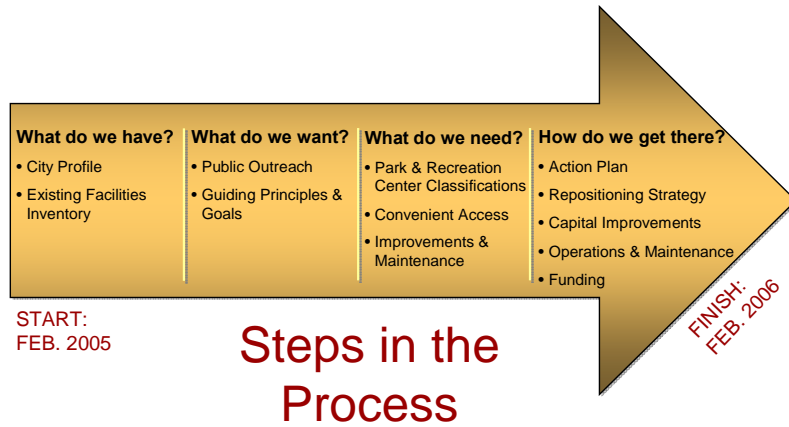 What do we have?
• City Profile
• Existing Facilities
Inventory
What do we want?
• Public Outreach
• Guiding Principles &
Goals
What do we need?
• Park & Recreation
Center Classifications
• Convenient Access
• Improvements &
Maintenance
How do we get there?
• Action Plan
• Repositioning Strategy
• Capital Improvements
• Operations & Maintenance
• Funding
START:
FEB. 2005
FINISH:
FEB. 2006
Steps in the
Process